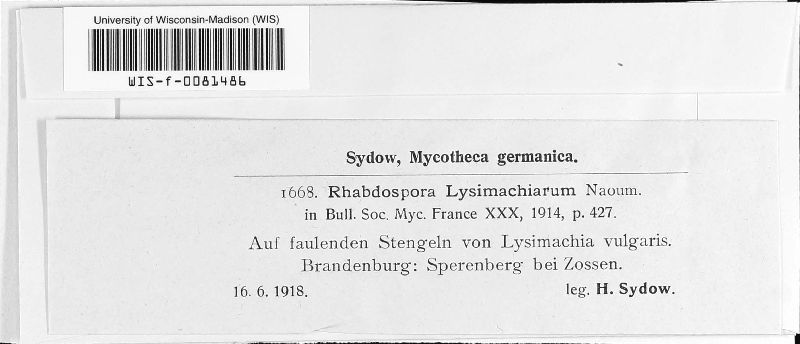 University of Wisconsin-Madison (WIS)
WIS-f-0081486
Sydow, Mycotheca germanica.
1668. Rhabdospora Lysimachiarum Naoum.
in Bull. Soc. Myc. France XXX, 1914, p. 427.
Auf faulenden Stengeln von Lysimachia vulgaris.
Brandenburg: Sperenberg bei Zossen.
16. 6. 1918. leg. H. Sydow.